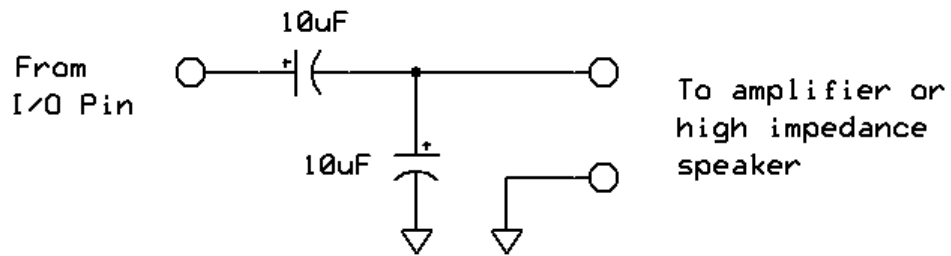 10uF
+
From
I/O Pin
10uF
+
To amplifier or
high impedance
speaker